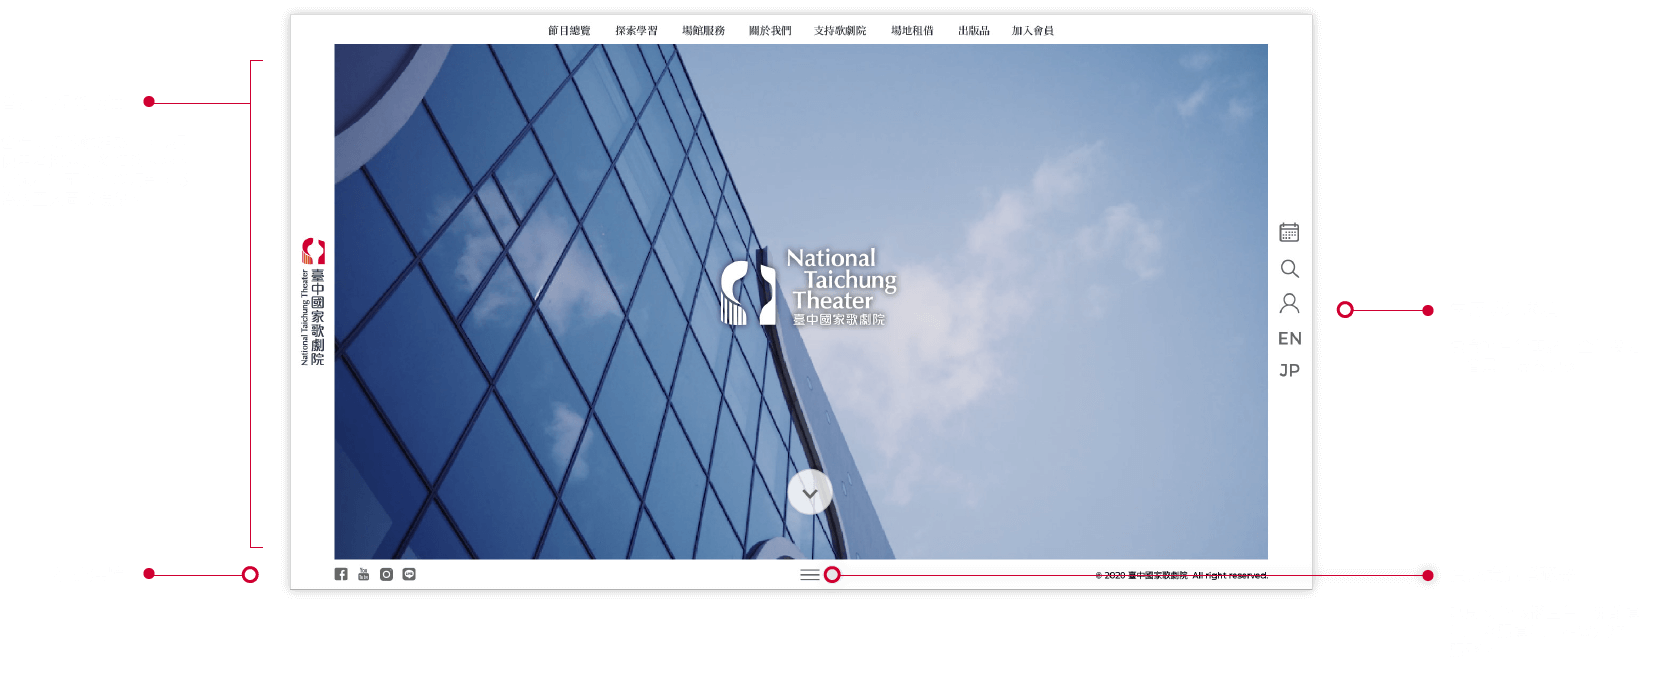 節目總覽 探索學習 場館服務 關於我們 支持歌劇院 場地租借 出版品 加入會員
臺中國家歌劇院
National Taichung Theater
National
Taichung
Theater
臺中國家歌劇院
EN
JP
You
Tube
LINE
© 2020 臺中國家歌劇院 All right reserved.